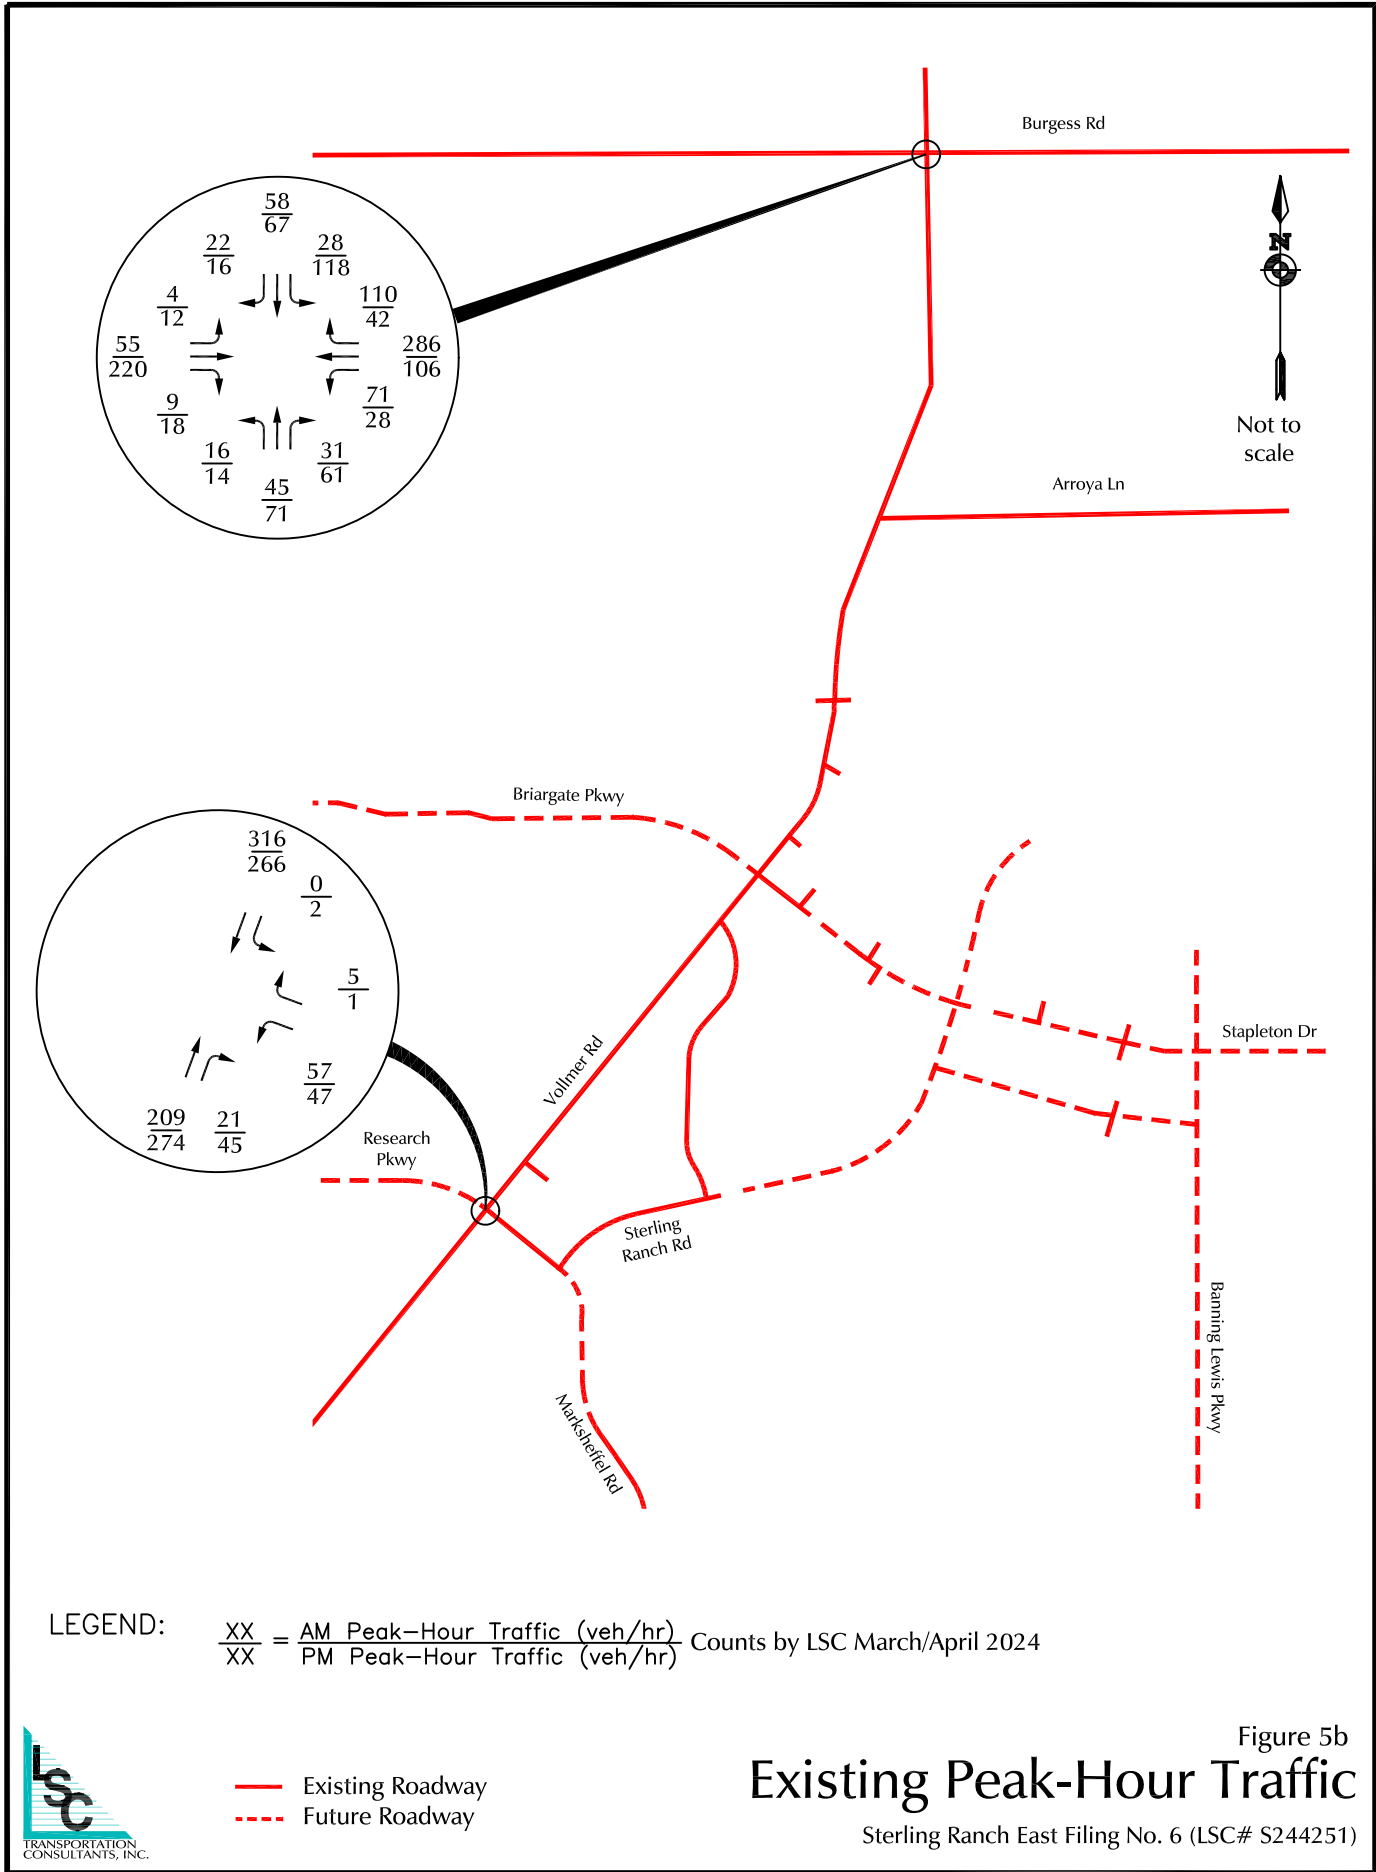 Burgess Rd
58
67
22
16
28
118
4
12
110
42
55
220
286
106
9
18
71
28
16
14
31
61
45
71
N
Not to
scale
Arroya Ln
Briargate Pkwy
316
266
0
2
5
1
57
47
209
274
21
45
Stapleton Dr
Vollmer Rd
Research
Pkwy
Sterling
Ranch Rd
Banning Lewis Pkwy
Marksheffel Rd
LEGEND:
XX = AM Peak-Hour Traffic (veh/hr)
XX PM Peak-Hour Traffic (veh/hr)
Counts by LSC March/April 2024
Figure 5b
Existing Peak-Hour Traffic
Sterling Ranch East Filing No. 6 (LSC# S244251)
Existing Roadway
Future Roadway
LSC
TRANSPORTATION
CONSULTANTS, INC.